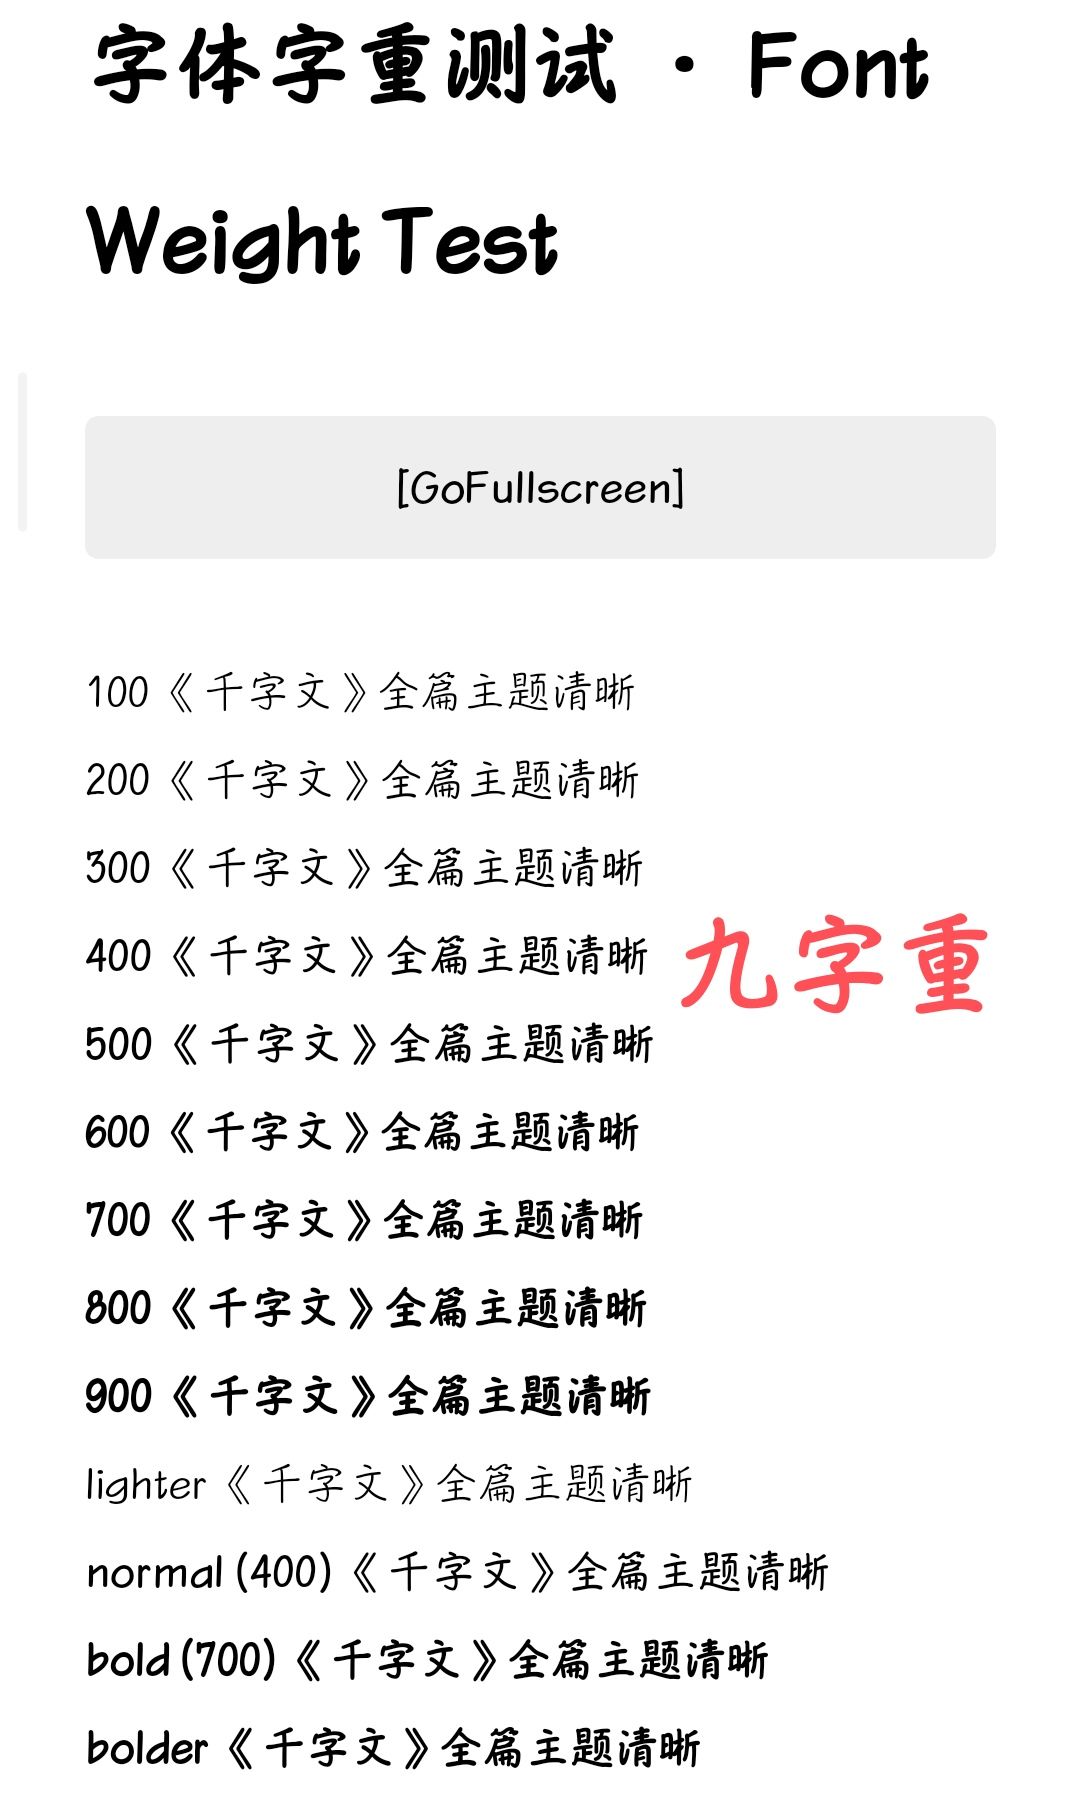 字体字重测试 · Font
Weight Test
[GoFullscreen]
100《千字文》全篇主题清晰
200《千字文》全篇主题清晰
300《千字文》全篇主题清晰
400《千字文》全篇主题清晰
九字重
500《千字文》全篇主题清晰
600《千字文》全篇主题清晰
700《千字文》全篇主题清晰
800《千字文》全篇主题清晰
900《千字文》全篇主题清晰
lighter《千字文》全篇主题清晰
normal (400)《千字文》全篇主题清晰
bold (700)《千字文》全篇主题清晰
bolder《千字文》全篇主题清晰